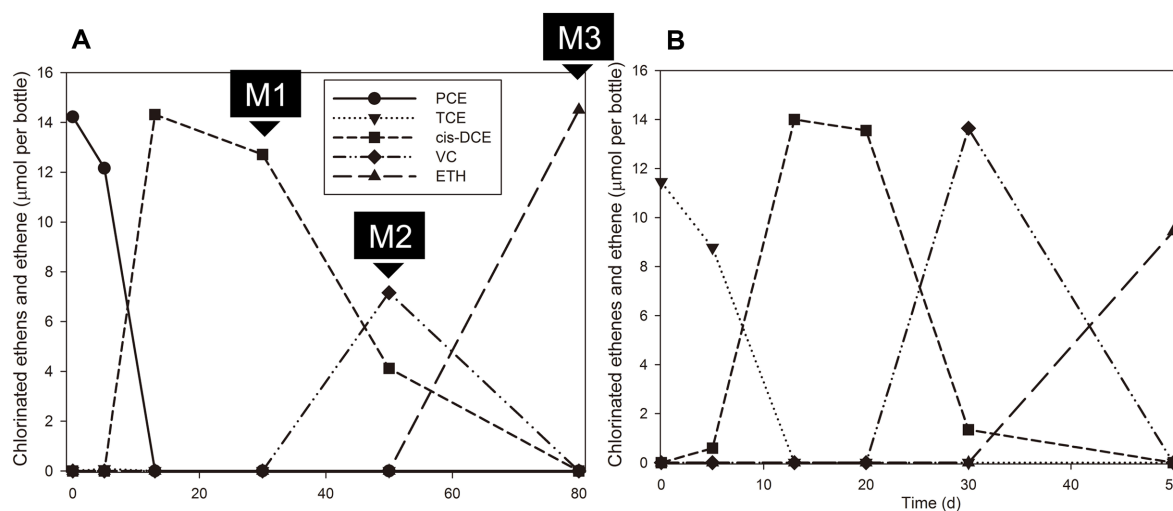 A
M3
B
M1
M2
PCE
TCE
cis-DCE
VC
ETH
Chlorinated ethens and ethene (µmol per bottle)
16
14
12
10
8
6
4
2
0
0 20 40 60 80
Chlorinated ethenes and ethene (µmol per bottle)
16
14
12
10
8
6
4
2
0
0 10 20 30 40
Time (d)